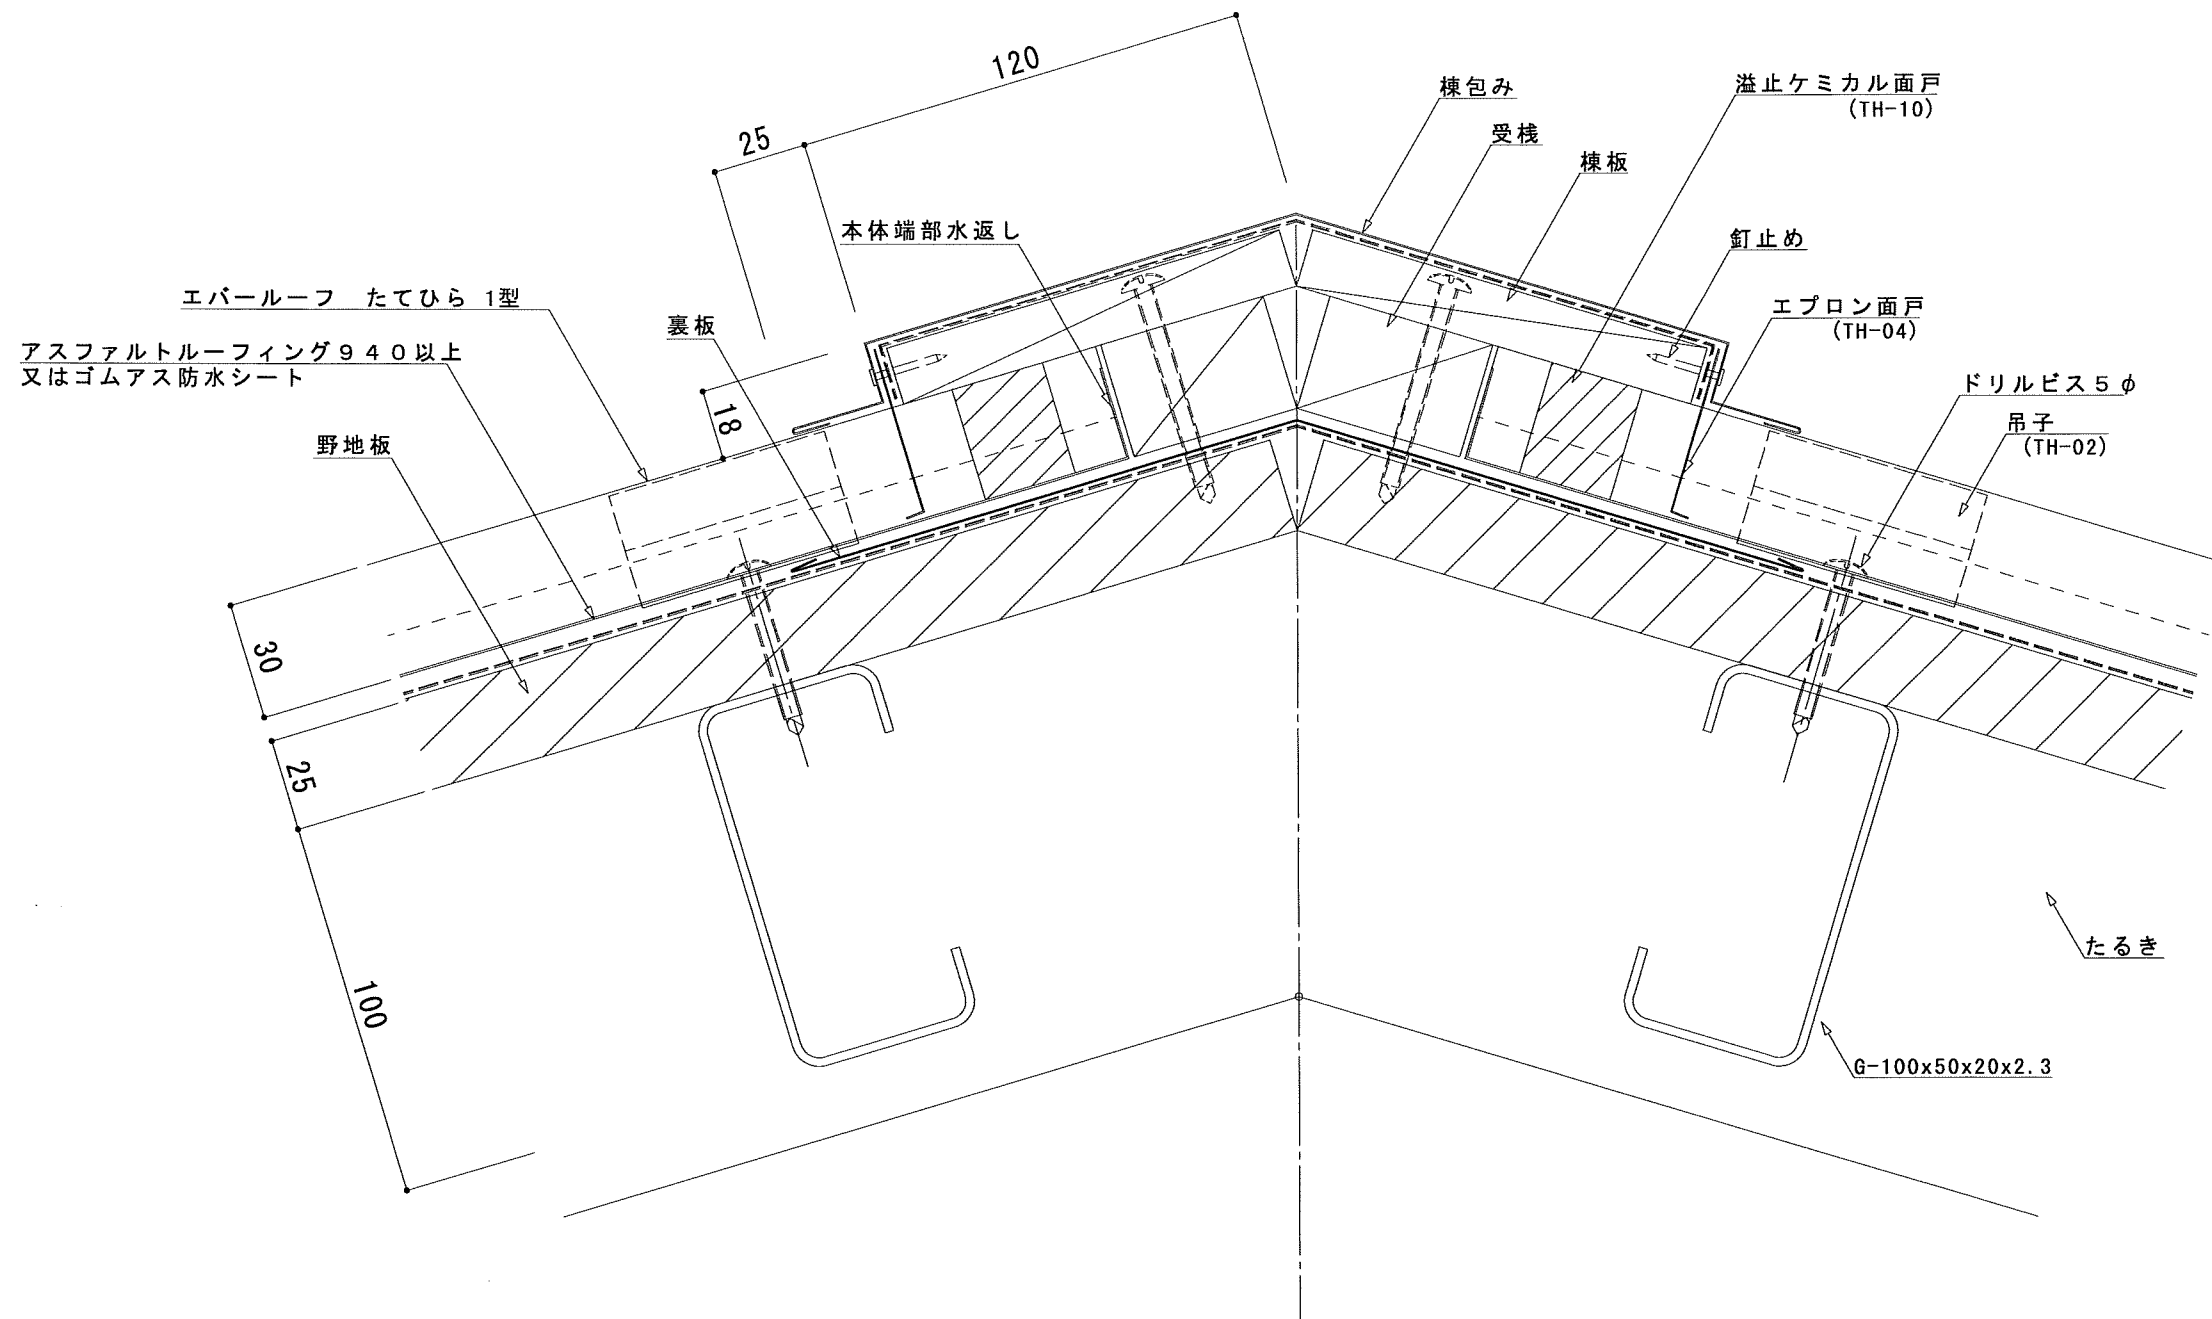 120
25
棟包み
溢止ケミカル面戸
(TH-10)
受桟
棟板
本体端部水返し
釘止め
エバールーフ たてひら 1型
裏板
エプロン面戸
(TH-04)
アスファルトルーフィング940以上
又はゴムアス防水シート
ドリルビス5φ
18
吊子
(TH-02)
野地板
30
25
100
たるき
G-100x50x20x2.3